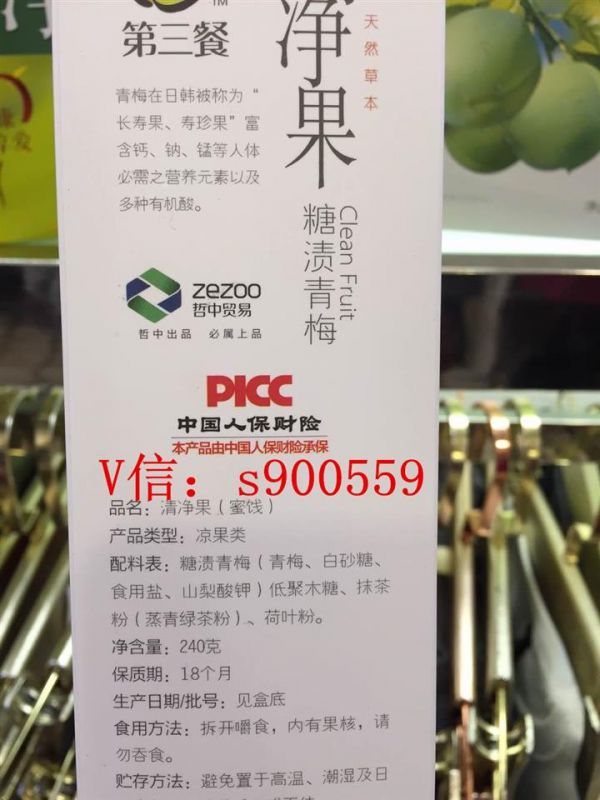 TM
第三餐
净果
天然草本
青梅在日韩被称为“
长寿果、寿珍果”富
含钙、钠、锰等人体
必需之营养元素以及
多种有机酸。
糖渍青梅
Clean Fruit
zezoo
哲中贸易
哲中出品 必属上品
PICC
中国人保财险
本产品由中国人保财险承保
V信：s900559
品名：清净果（蜜饯）
产品类型：凉果类
配料表：糖渍青梅（青梅、白砂糖、
食用盐、山梨酸钾）低聚木糖、抹茶
粉（蒸青绿茶粉）、荷叶粉。
净含量：240克
保质期：18个月
生产日期/批号：见盒底
食用方法：拆开嚼食，内有果核，请
勿吞食。
贮存方法：避免置于高温、潮湿及日